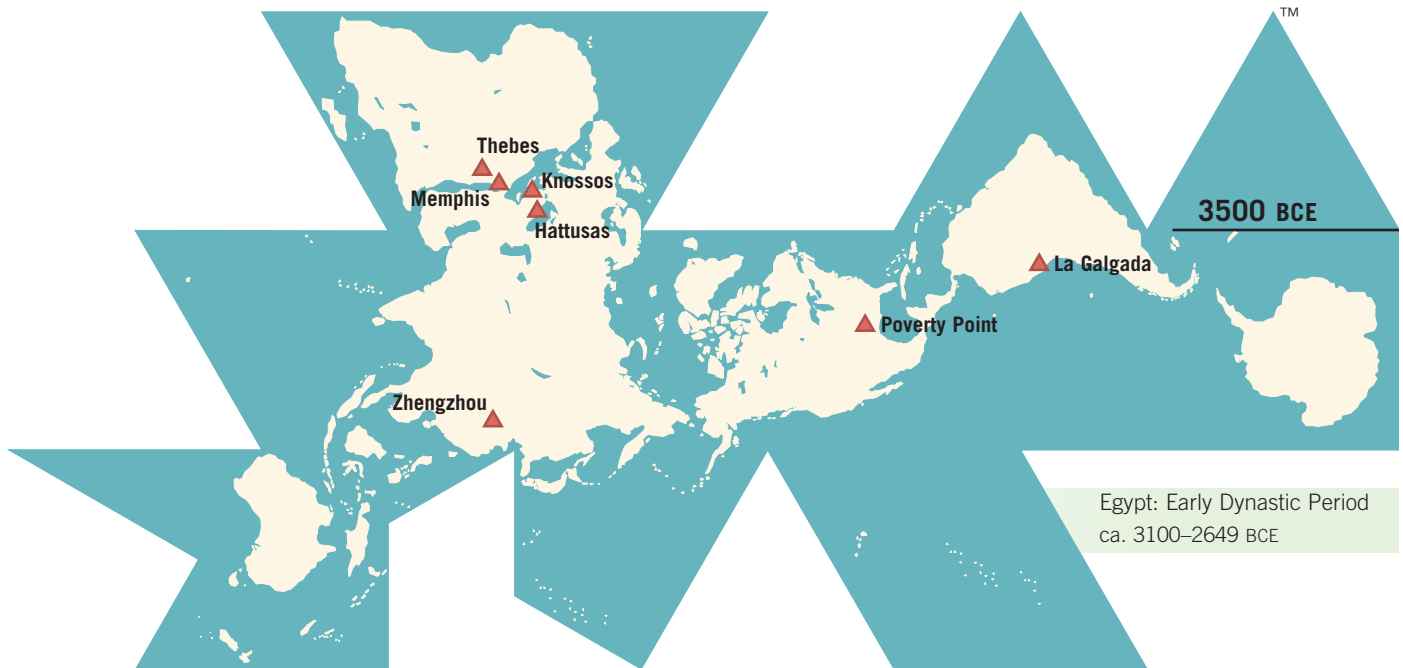 ™
Thebes
Knossos
Memphis
Hattusas
3500 BCE
La Galgada
Poverty Point
Zhengzhou
Egypt: Early Dynastic Period
ca. 3100–2649 BCE